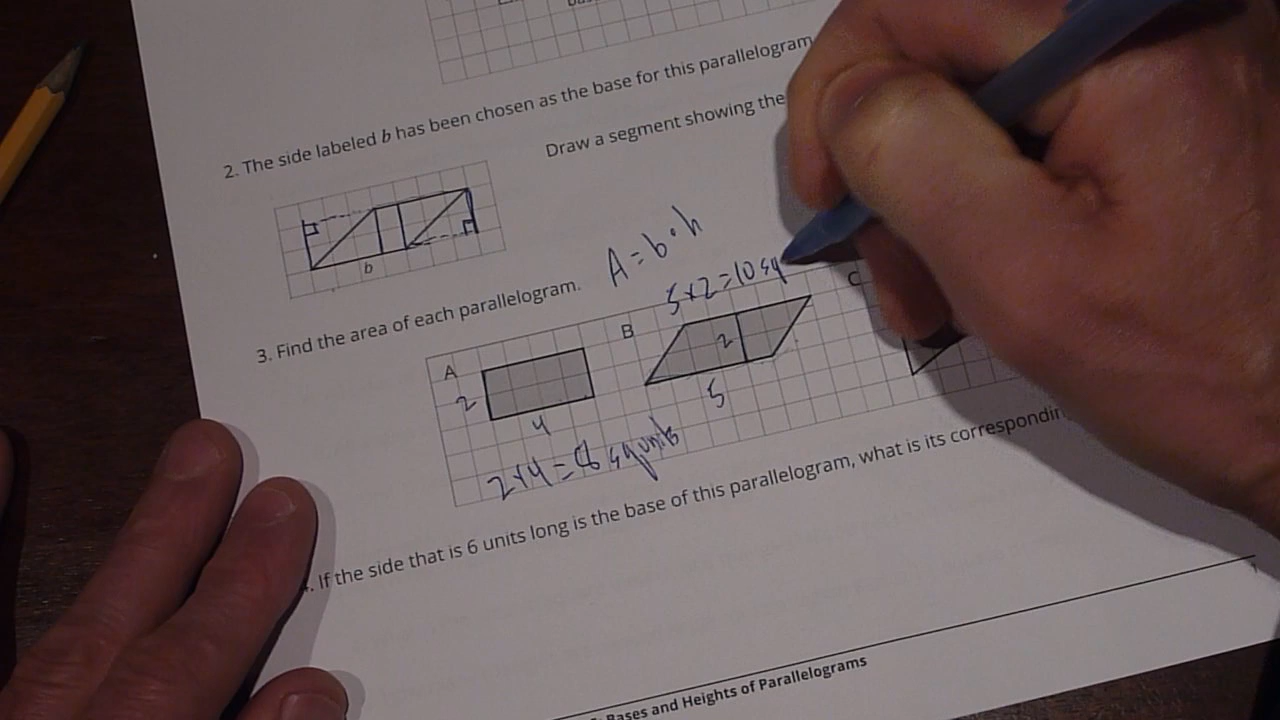 2. The side labeled b has been chosen as the base for this parallelogram
Draw a segment showing the
b
3. Find the area of each parallelogram.
A = b · h
5 x 2 = 10 sq
A
B
C
2
4
2
5
2 x 4 = 8 sq units
. If the side that is 6 units long is the base of this parallelogram, what is its correspondin
Bases and Heights of Parallelograms